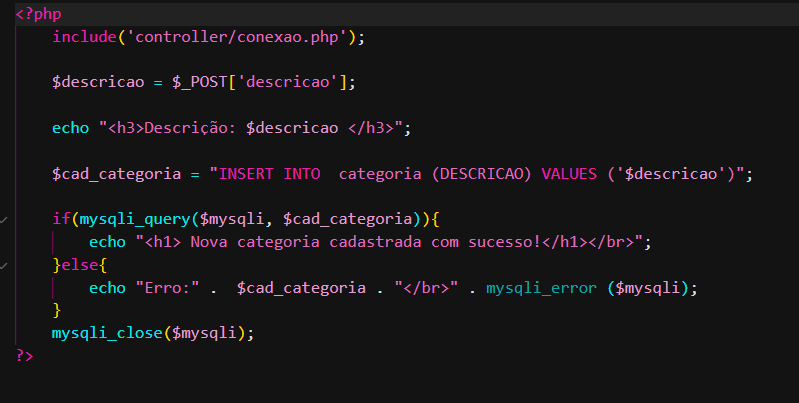 <?php
include('controller/conexao.php');
$descricao = $_POST['descricao'];
echo "<h3>Descrição: $descricao </h3>";
$cad_categoria = "INSERT INTO  categoria (DESCRICAO) VALUES ('$descricao')";
if(mysqli_query($mysqli, $cad_categoria)){
echo "<h1> Nova categoria cadastrada com sucesso!</h1></br>";
}else{
echo "Erro:" .  $cad_categoria . "</br>" . mysqli_error ($mysqli);
}
mysqli_close($mysqli);
?>